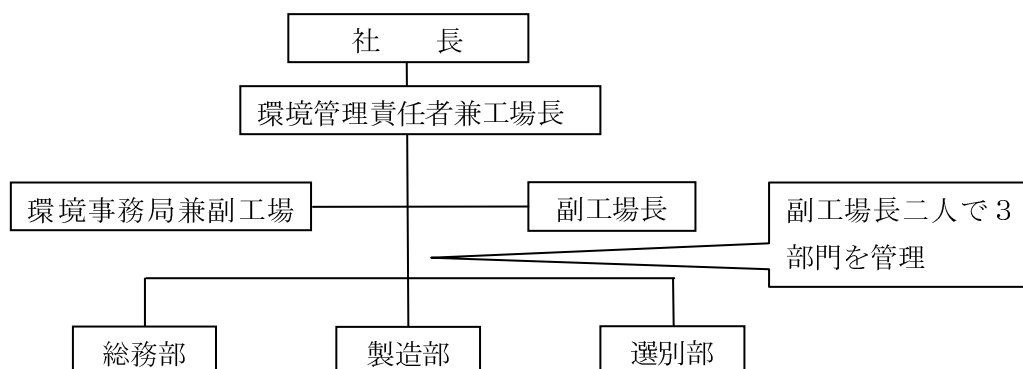 社　　長
環境管理責任者兼工場長
環境事務局兼副工場
副工場長
副工場長二人で３
部門を管理
総務部
製造部
選別部